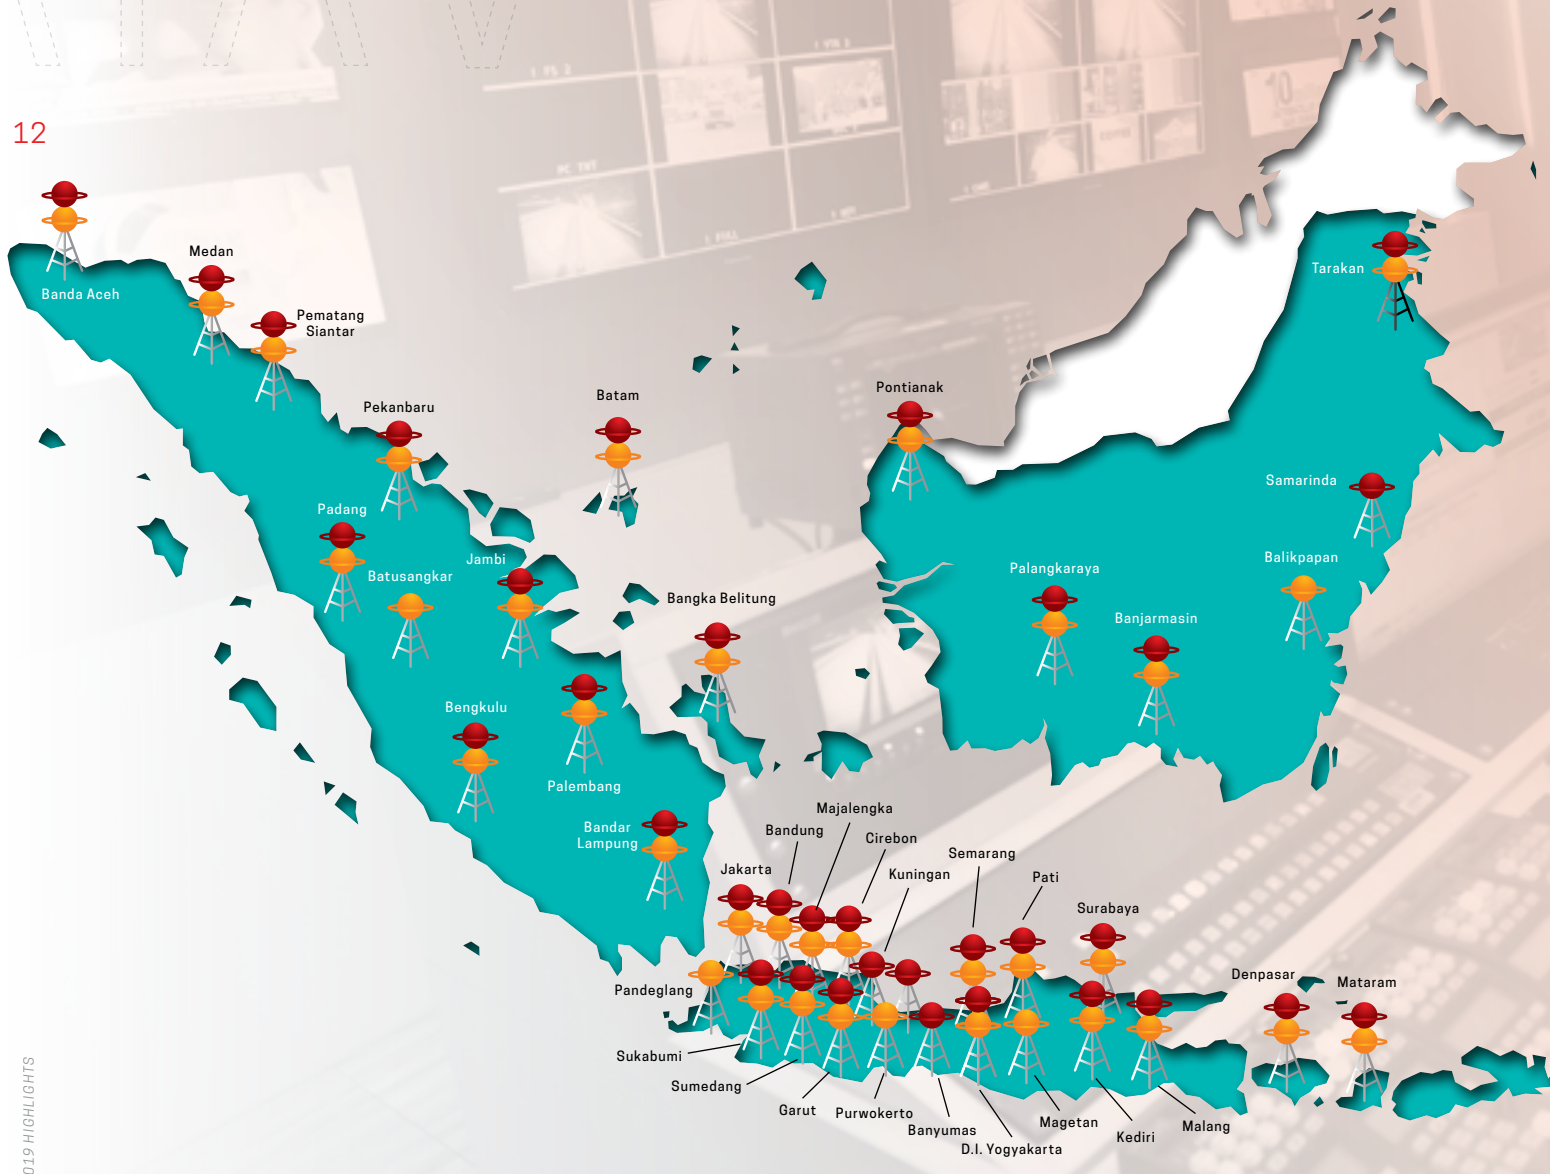 12
Banda Aceh
Medan
Pematang
Siantar
Pekanbaru
Batam
Pontianak
Tarakan
Samarinda
Balikpapan
Padang
Batusangkar
Jambi
Bangka Belitung
Palangkaraya
Banjarmasin
Bengkulu
Palembang
Bandar
Lampung
Majalengka
Bandung
Cirebon
Jakarta
Kuningan
Semarang
Pati
Surabaya
Denpasar
Mataram
Pandeglang
Sukabumi
Sumedang
Garut
Purwokerto
Banyumas
D.I. Yogyakarta
Magetan
Kediri
Malang
019 HIGHLIGHTS